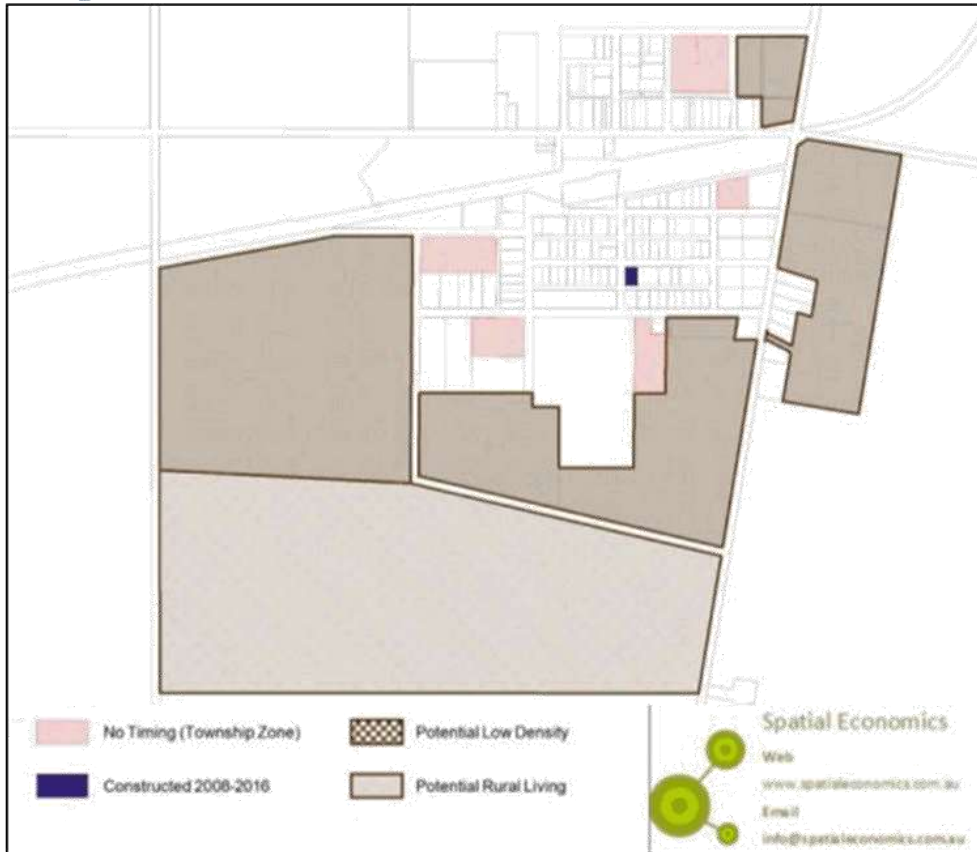 No Timing (Township Zone)
Potential Low Density
Constructed 2008-2016
Potential Rural Living
Spatial Economics
Web
www.spatialeconomics.com.au
Email
info@spatialeconomics.com.au